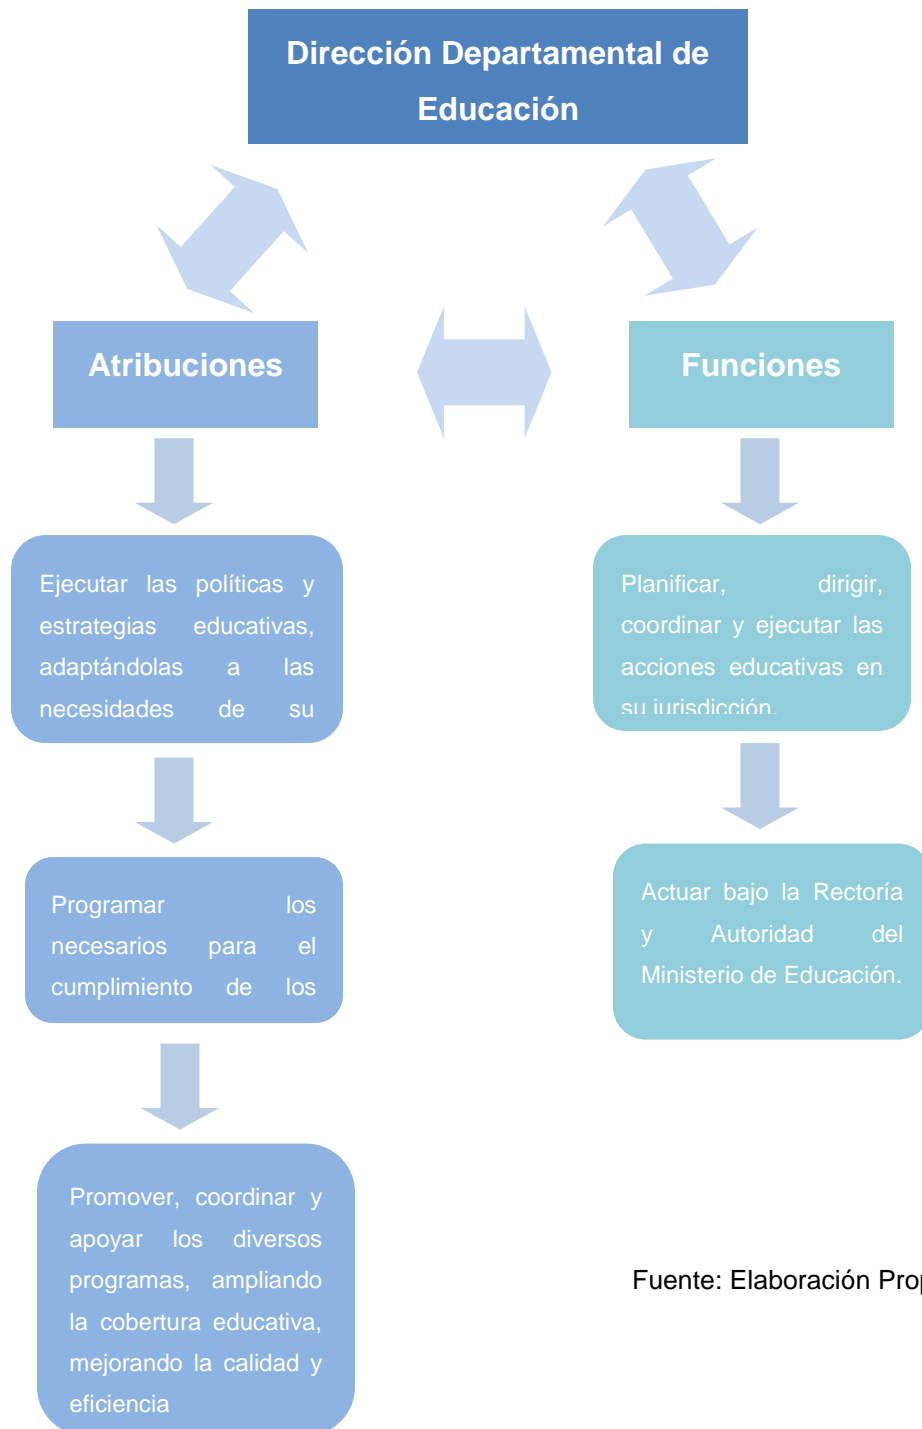 Dirección Departamental de
Educación
Atribuciones
Funciones
Ejecutar las políticas y
estrategias educativas,
adaptándolas a las
necesidades de su
Planificar, dirigir,
coordinar y ejecutar las
acciones educativas en
su jurisdicción.
Programar los
necesarios para el
cumplimiento de los
Actuar bajo la Rectoría
y Autoridad del
Ministerio de Educación.
Promover, coordinar y
apoyar los diversos
programas, ampliando
la cobertura educativa,
mejorando la calidad y
eficiencia
Fuente: Elaboración